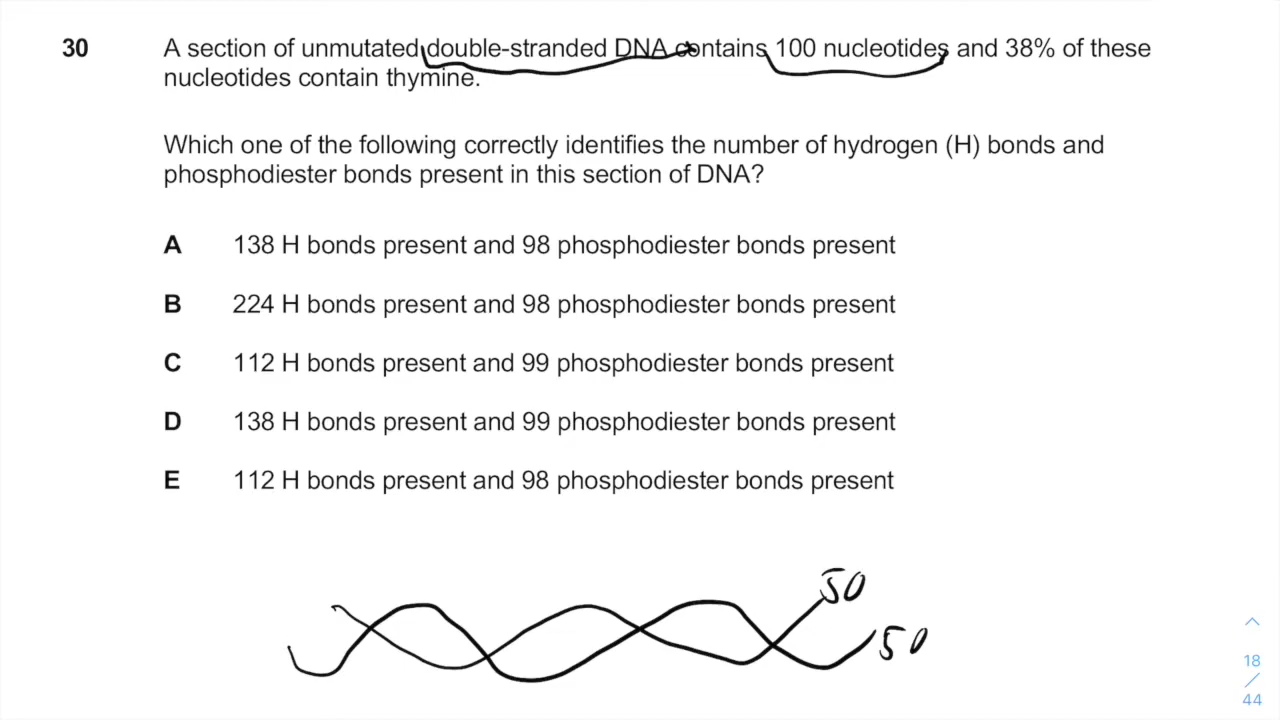 30 A section of unmutated double-stranded DNA contains 100 nucleotides and 38% of these
nucleotides contain thymine.
Which one of the following correctly identifies the number of hydrogen (H) bonds and
phosphodiester bonds present in this section of DNA?
A 138 H bonds present and 98 phosphodiester bonds present
B 224 H bonds present and 98 phosphodiester bonds present
C 112 H bonds present and 99 phosphodiester bonds present
D 138 H bonds present and 99 phosphodiester bonds present
E 112 H bonds present and 98 phosphodiester bonds present
50
50
18
/
44